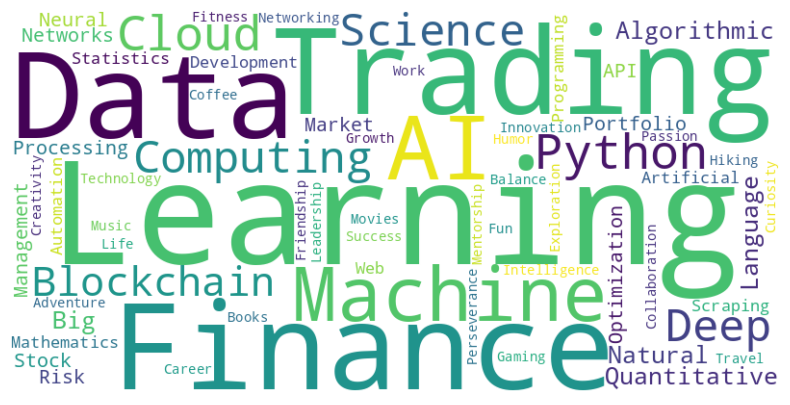 Neural
Fitness
Networking
Cloud
Science
Trading
Programming
Algorithmic
Networks
Statistics
Development
Data
Coffee
Work
API
Market
Growth
AI
Innovation
Portfolio
Humor
Python
Passion
Processing
Computing
Hiking
Creativity
Automation
Technology
Learning
Balance
Artificial
Management
Friendship
Leadership
Movies
Mentorship
Exploration
Language
Curiosity
Music
Life
Success
Fun
Optimization
Collaboration
Blockchain
Web
Machine
Intelligence
Perseverance
Adventure
Big
Books
Finance
Scraping
Deep
Mathematics
Stock
Career
Gaming
Natural
Travel
Risk
Quantitative